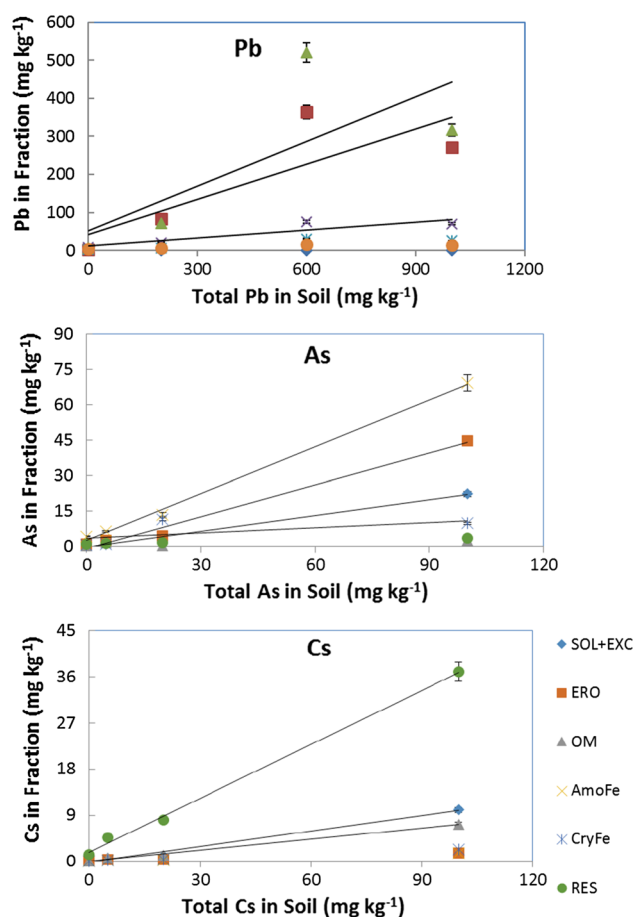 Pb
Pb in Fraction (mg kg⁻¹)
600
500
400
300
200
100
0
0 300 600 900 1200
Total Pb in Soil (mg kg⁻¹)
As
As in Fraction (mg kg⁻¹)
90
75
60
45
30
15
0
0 30 60 90 120
Total As in Soil (mg kg⁻¹)
Cs
Cs in Fraction (mg kg⁻¹)
45
36
27
18
9
0
0 30 60 90 120
Total Cs in Soil (mg kg⁻¹)
SOL+EXC
ERO
OM
AmoFe
CryFe
RES